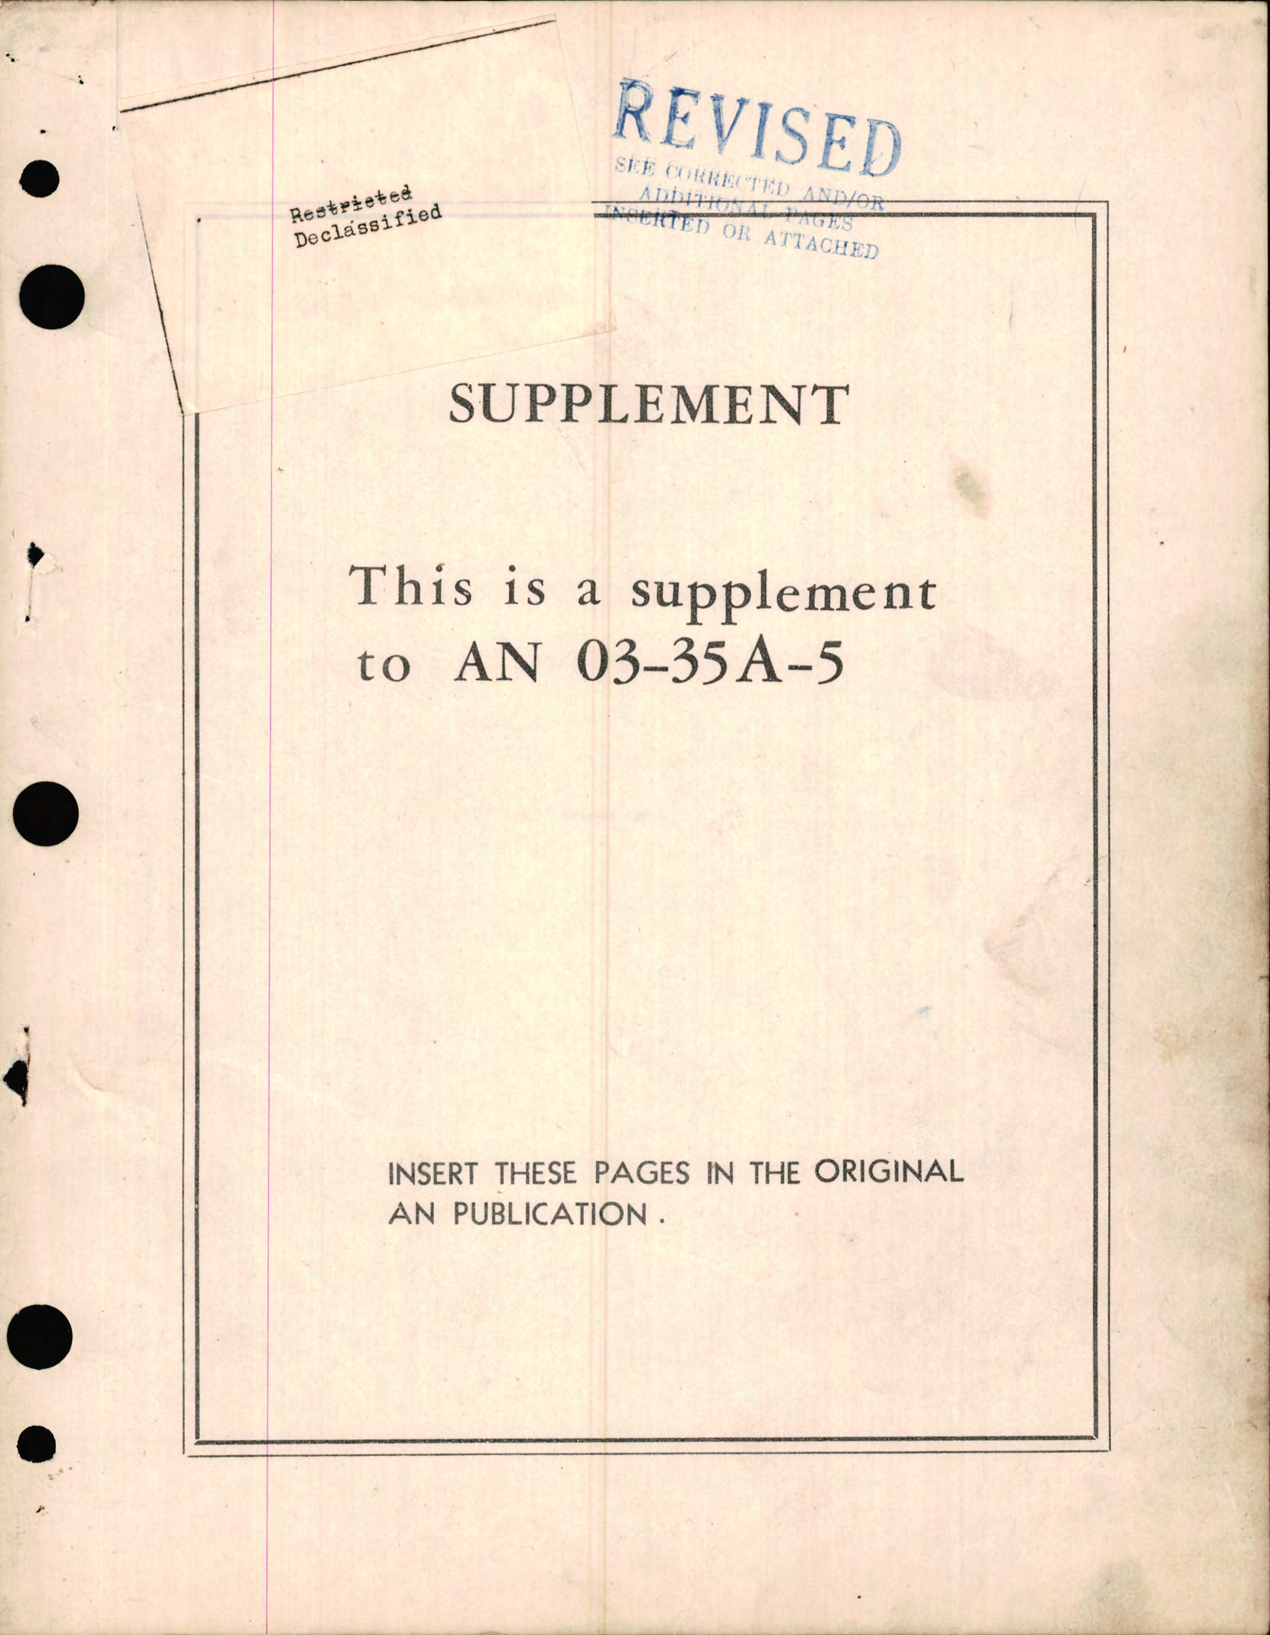 REVISED
SEE CORRECTED AND/OR
ADDITIONAL PAGES
INSERTED OR ATTACHED
Restricted
Declassified
SUPPLEMENT
This is a supplement
to AN 03-35A-5
INSERT THESE PAGES IN THE ORIGINAL
AN PUBLICATION.